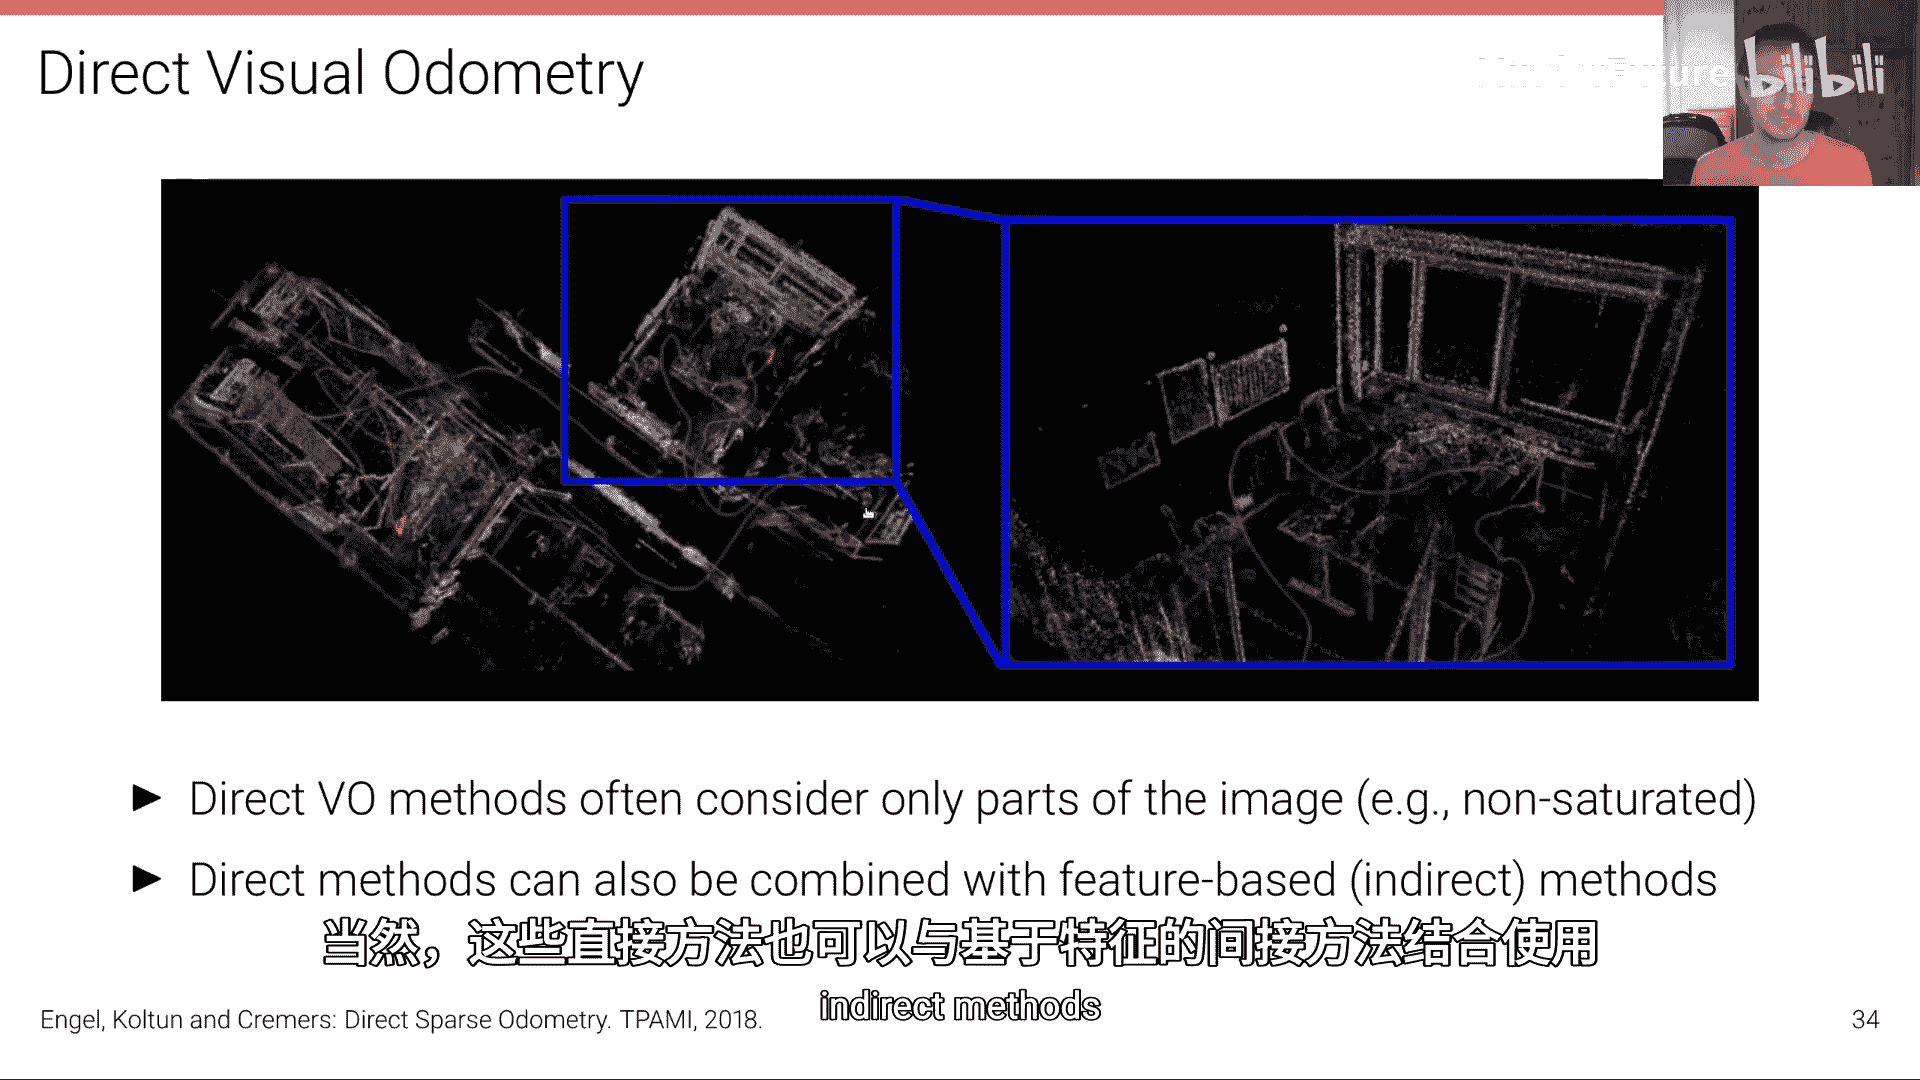 Direct Visual Odometry
bilibili
► Direct VO methods often consider only parts of the image (e.g., non-saturated)
► Direct methods can also be combined with feature-based (indirect) methods
当然，这些直接方法也可以与基于特征的间接方法结合使用
indirect methods
Engel, Koltun and Cremers: Direct Sparse Odometry. TPAMI, 2018.
34